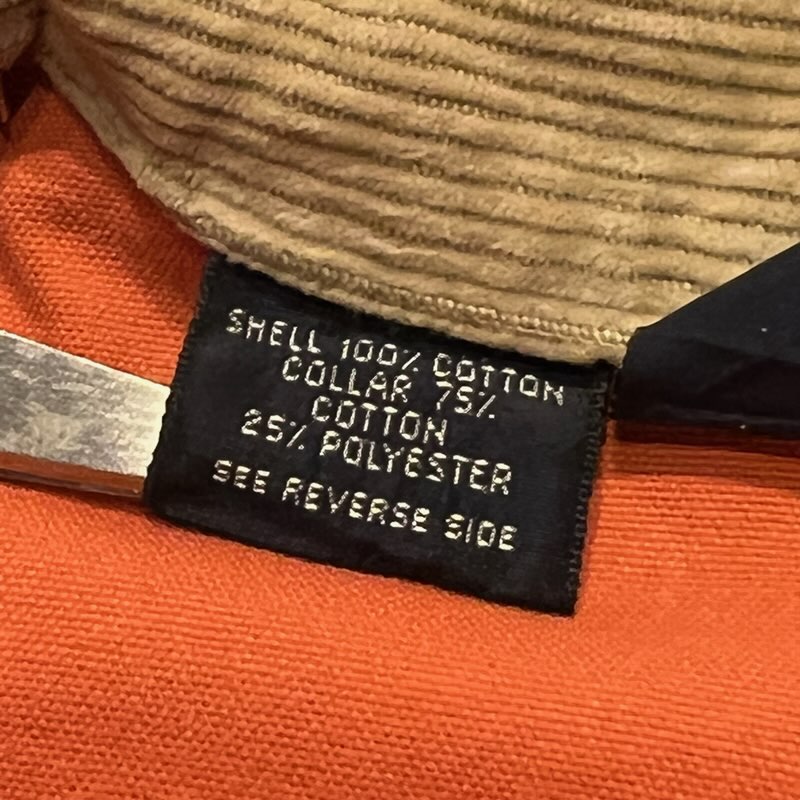 SHELL 100% COTTON
COLLAR 75%
COTTON
25% POLYESTER
SEE REVERSE SIDE